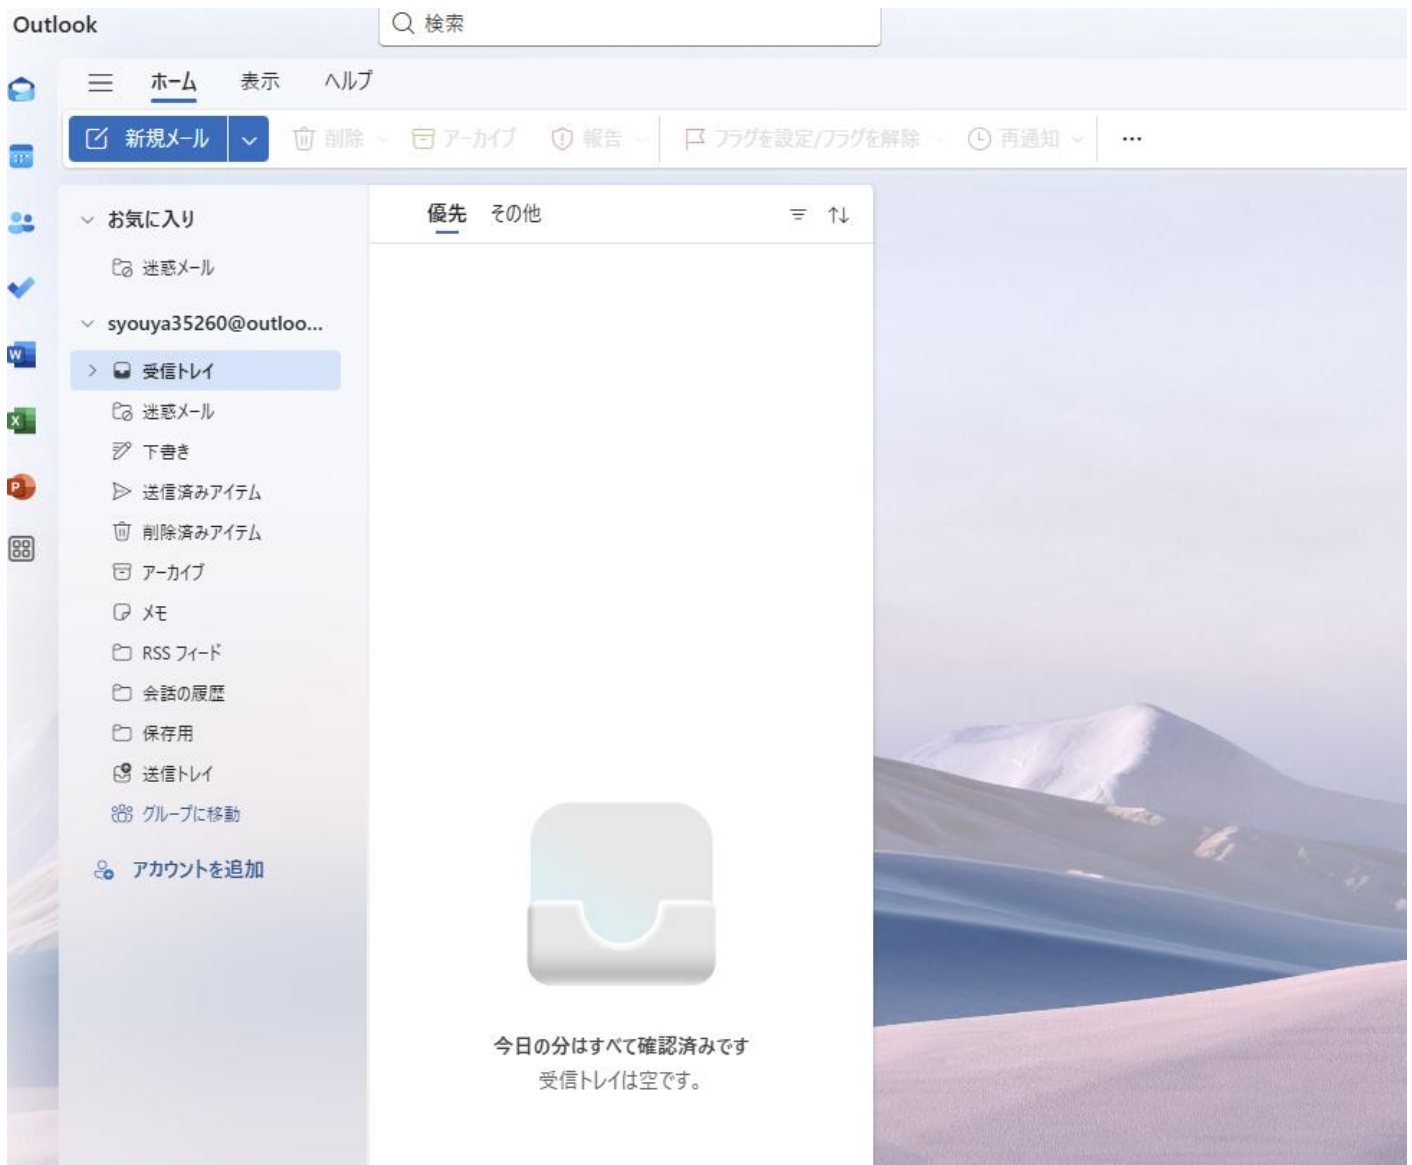 Outlook
検索
ホーム 表示 ヘルプ
新規メール 削除 アーカイブ 報告 フラグを設定/フラグを解除 再通知 ...
お気に入り
迷惑メール
syouya35260@outloo...
受信トレイ
迷惑メール
下書き
送信済みアイテム
削除済みアイテム
アーカイブ
メモ
RSS フィード
会話の履歴
保存用
送信トレイ
グループに移動
アカウントを追加
優先 その他
今日の分はすべて確認済みです
受信トレイは空です。
W
X
P